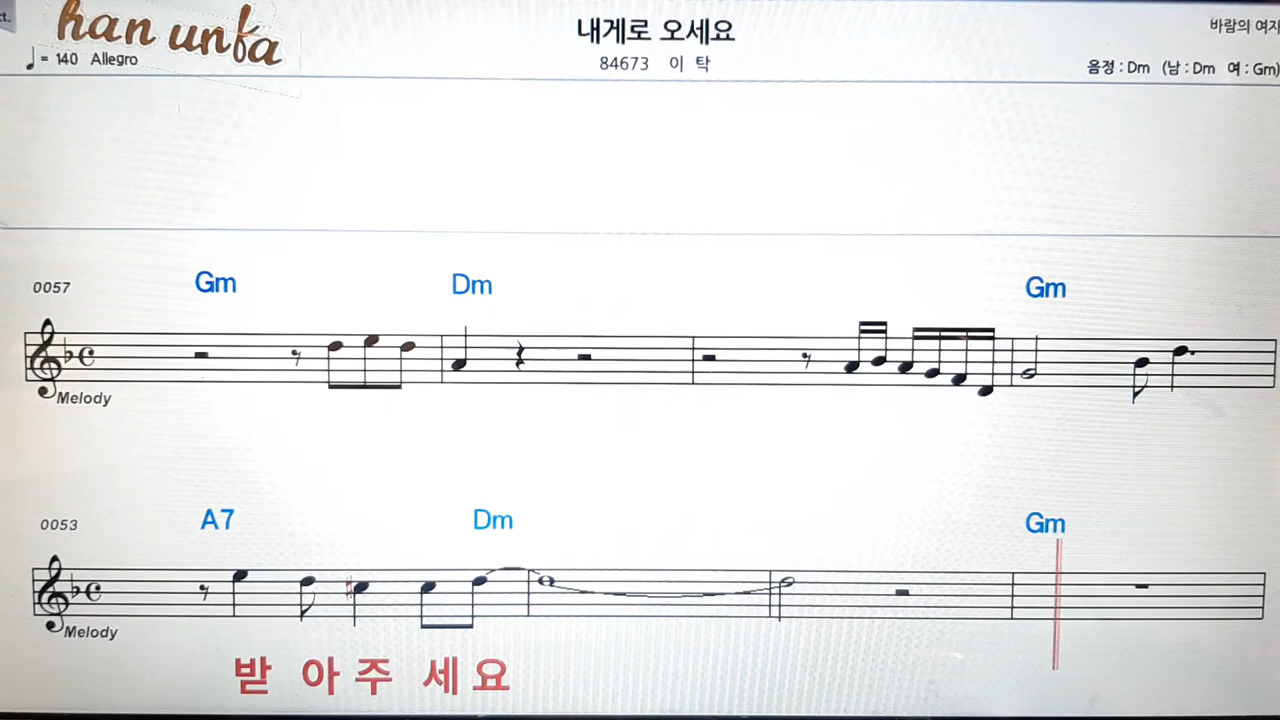 ct.
han unfa
내게로 오세요
바람의 여자
♩= 140 Allegro
84673 이 탁
음정 : Dm (남 : Dm 여 : Gm)
0057
Gm Dm Gm
Melody
0053
A7 Dm Gm
Melody
받 아 주 세 요